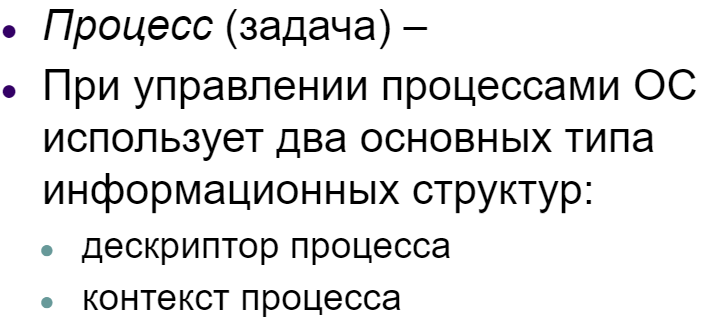 • Процесс (задача) –
• При управлении процессами ОС
использует два основных типа
информационных структур:
• дескриптор процесса
• контекст процесса